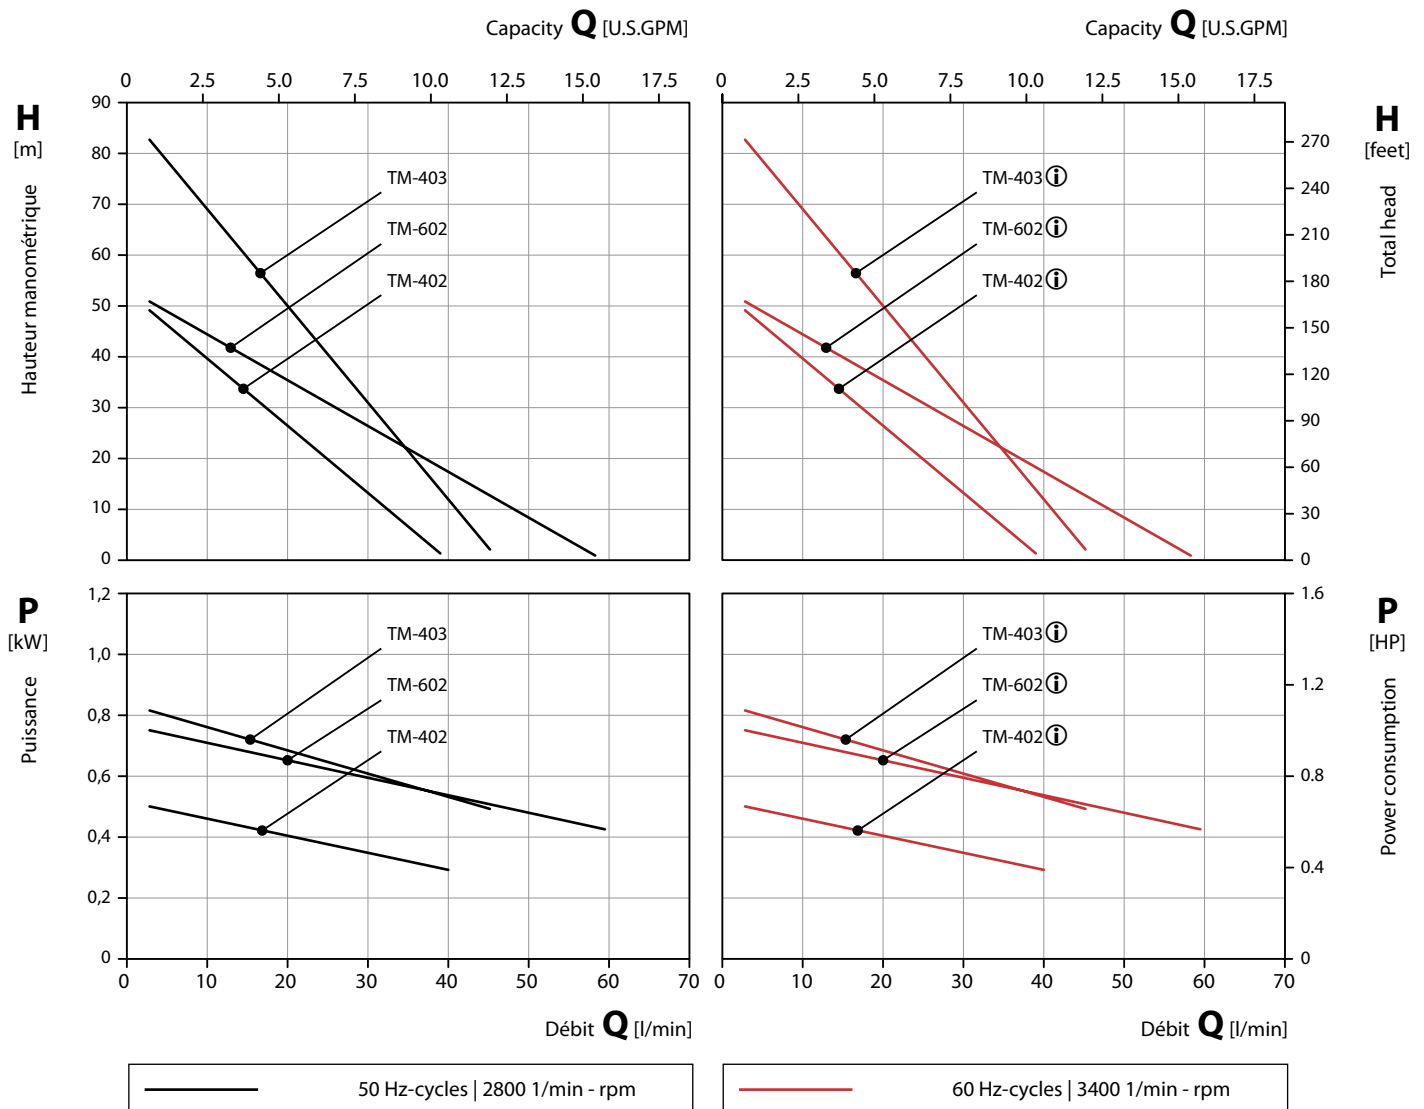 Capacity Q [U.S.GPM]
Capacity Q [U.S.GPM]
0 2.5 5.0 7.5 10.0 12.5 15.0 17.5
0 2.5 5.0 7.5 10.0 12.5 15.0 17.5
H
[m]
Hauteur manométrique
90
80
70
60
50
40
30
20
10
0
TM-403
TM-602
TM-402
TM-403 i
TM-602 i
TM-402 i
H
[feet]
Total head
270
240
210
180
150
120
90
60
30
0
P
[kW]
Puissance
1,2
1,0
0,8
0,6
0,4
0,2
0
TM-403
TM-602
TM-402
TM-403 i
TM-602 i
TM-402 i
P
[HP]
Power consumption
1.6
1.2
0.8
0.4
0
0 10 20 30 40 50 60 70
0 10 20 30 40 50 60 70
Débit Q [l/min]
Débit Q [l/min]
50 Hz-cycles | 2800 1/min - rpm
60 Hz-cycles | 3400 1/min - rpm